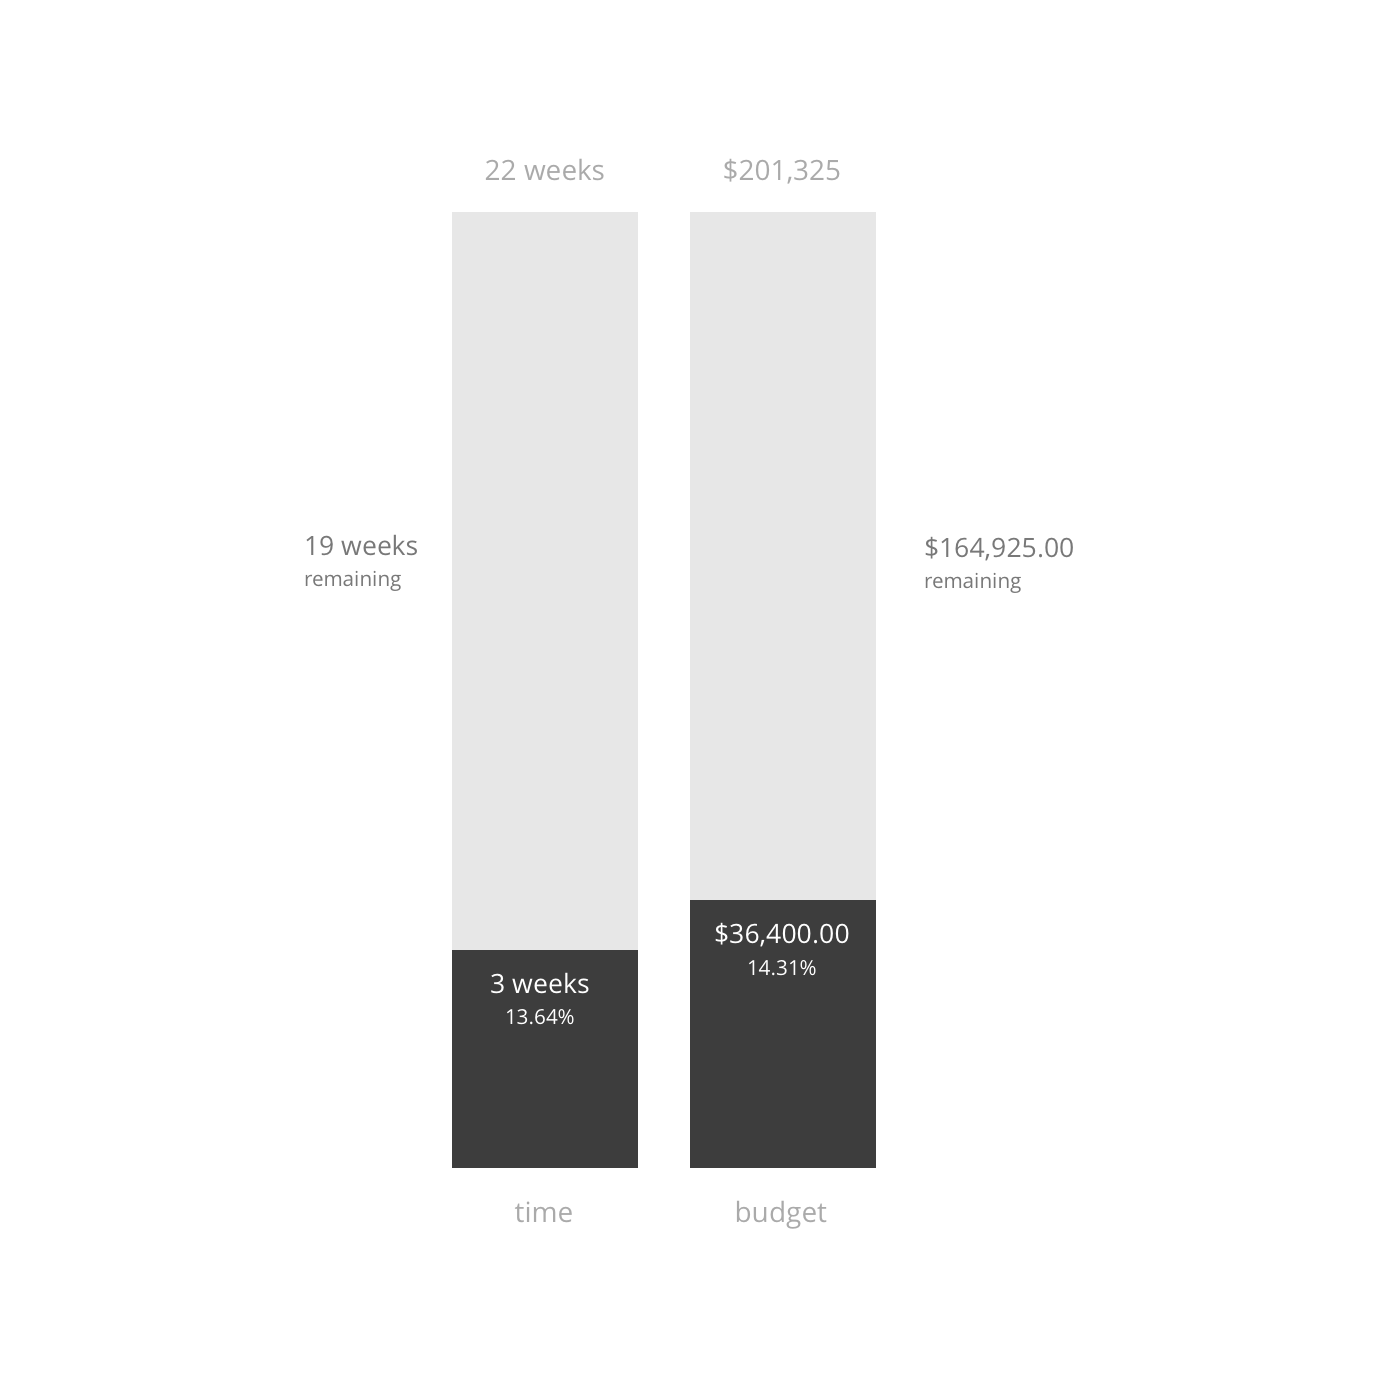 22 weeks
$201,325
19 weeks
remaining
$164,925.00
remaining
$36,400.00
14.31%
3 weeks
13.64%
time
budget